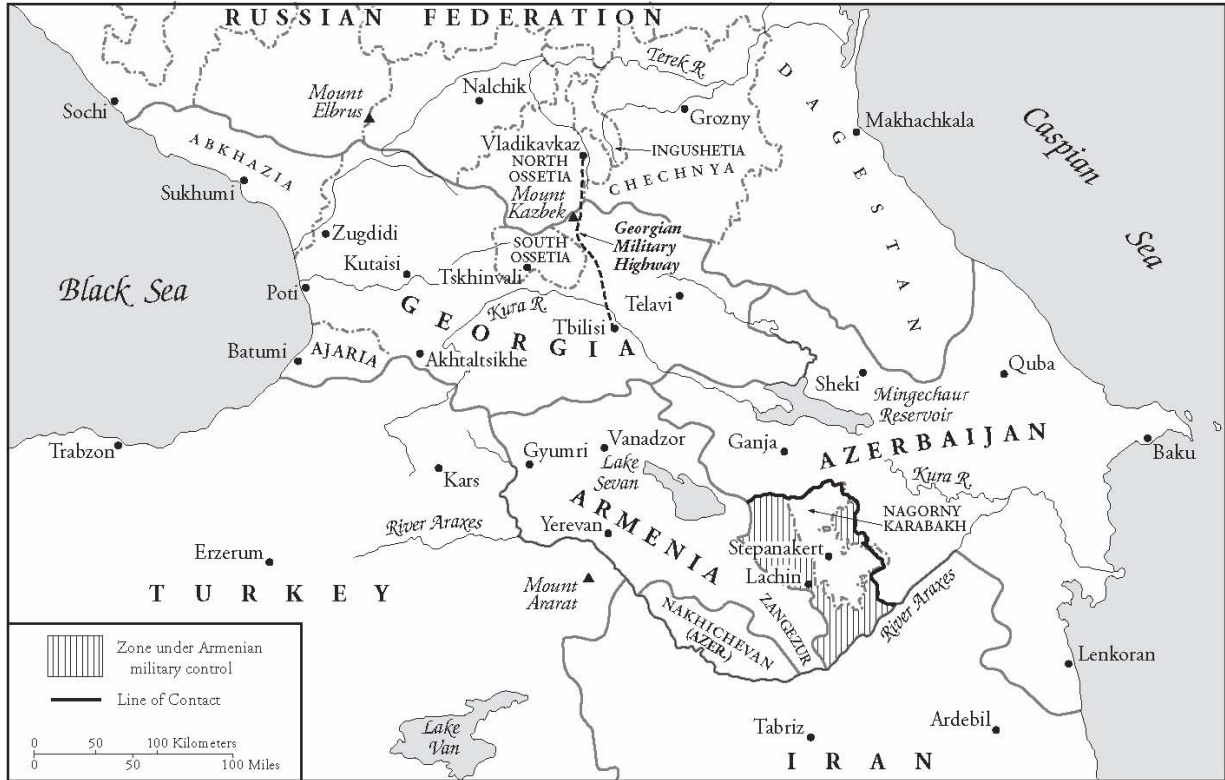 RUSSIAN FEDERATION
Terek R.
DAGESTAN
Mount
Elbrus
Nalchik
Sochi
Grozny
Makhachkala
Caspian
Sea
ABKHAZIA
Vladikavkaz
INGUSHETIA
NORTH
OSSETIA
CHECHNYA
Sukhumi
Mount
Kazbek
Georgian
Military
Highway
Zugdidi
SOUTH
OSSETIA
Kutaisi
Tskhinvali
Black Sea
Poti
Kura R.
Telavi
GEORGIA
Tbilisi
Batumi
AJARIA
Akhtaltsikhe
Sheki
Quba
Mingechaur
Reservoir
Trabzon
Gyumri
Vanadzor
Ganja
AZERBAIJAN
Baku
Kars
Lake
Sevan
Kura R.
ARMENIA
NAGORNY
KARABAKH
River Araxes
Yerevan
Stepanakert
Erzerum
Lachin
TURKEY
Mount
Ararat
ZANGEZUR
River Araxes
NAKHICHEVAN
(AZER.)
Lenkoran
Zone under Armenian
military control
Line of Contact
0 50 100 Kilometers
0 50 100 Miles
Lake
Van
Tabriz
Ardebil
IRAN